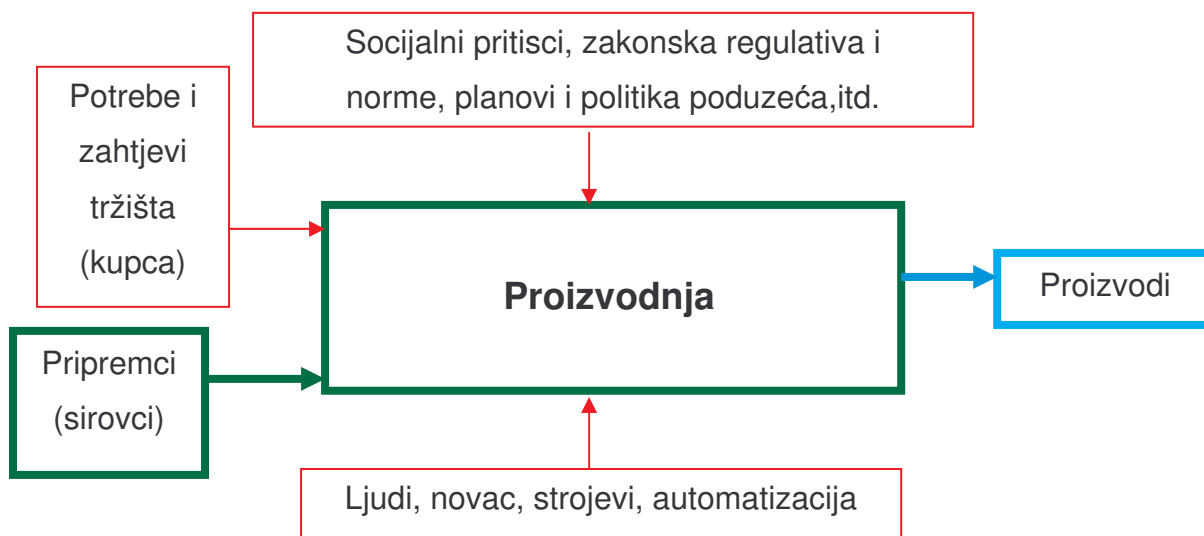 Socijalni pritisci, zakonska regulativa i
norme, planovi i politika poduzeća,itd.
Potrebe i
zahtjevi
tržišta
(kupca)
Proizvodnja
Proizvodi
Pripremci
(sirovci)
Ljudi, novac, strojevi, automatizacija